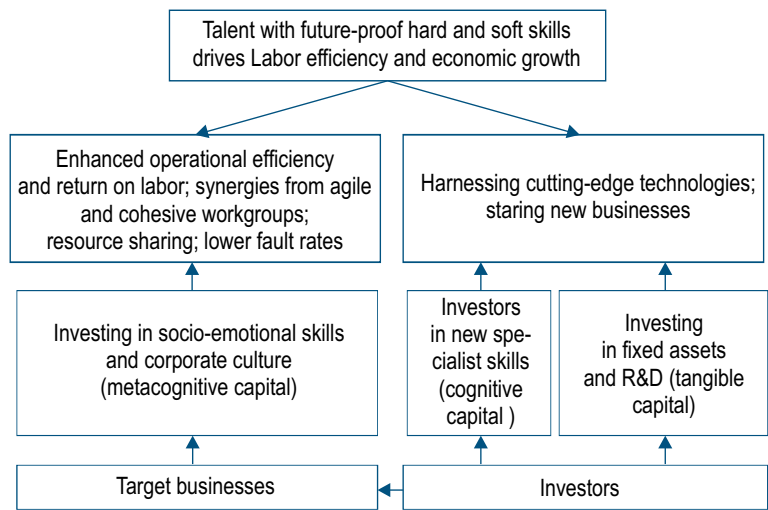 Talent with future-proof hard and soft skills
drives Labor efficiency and economic growth
Enhanced operational efficiency
and return on labor; synergies from agile
and cohesive workgroups;
resource sharing; lower fault rates
Harnessing cutting-edge technologies;
staring new businesses
Investing in socio-emotional skills
and corporate culture
(metacognitive capital)
Investors
in new spe-
cialist skills
(cognitive
capital )
Investing
in fixed assets
and R&D (tangible
capital)
Target businesses
Investors